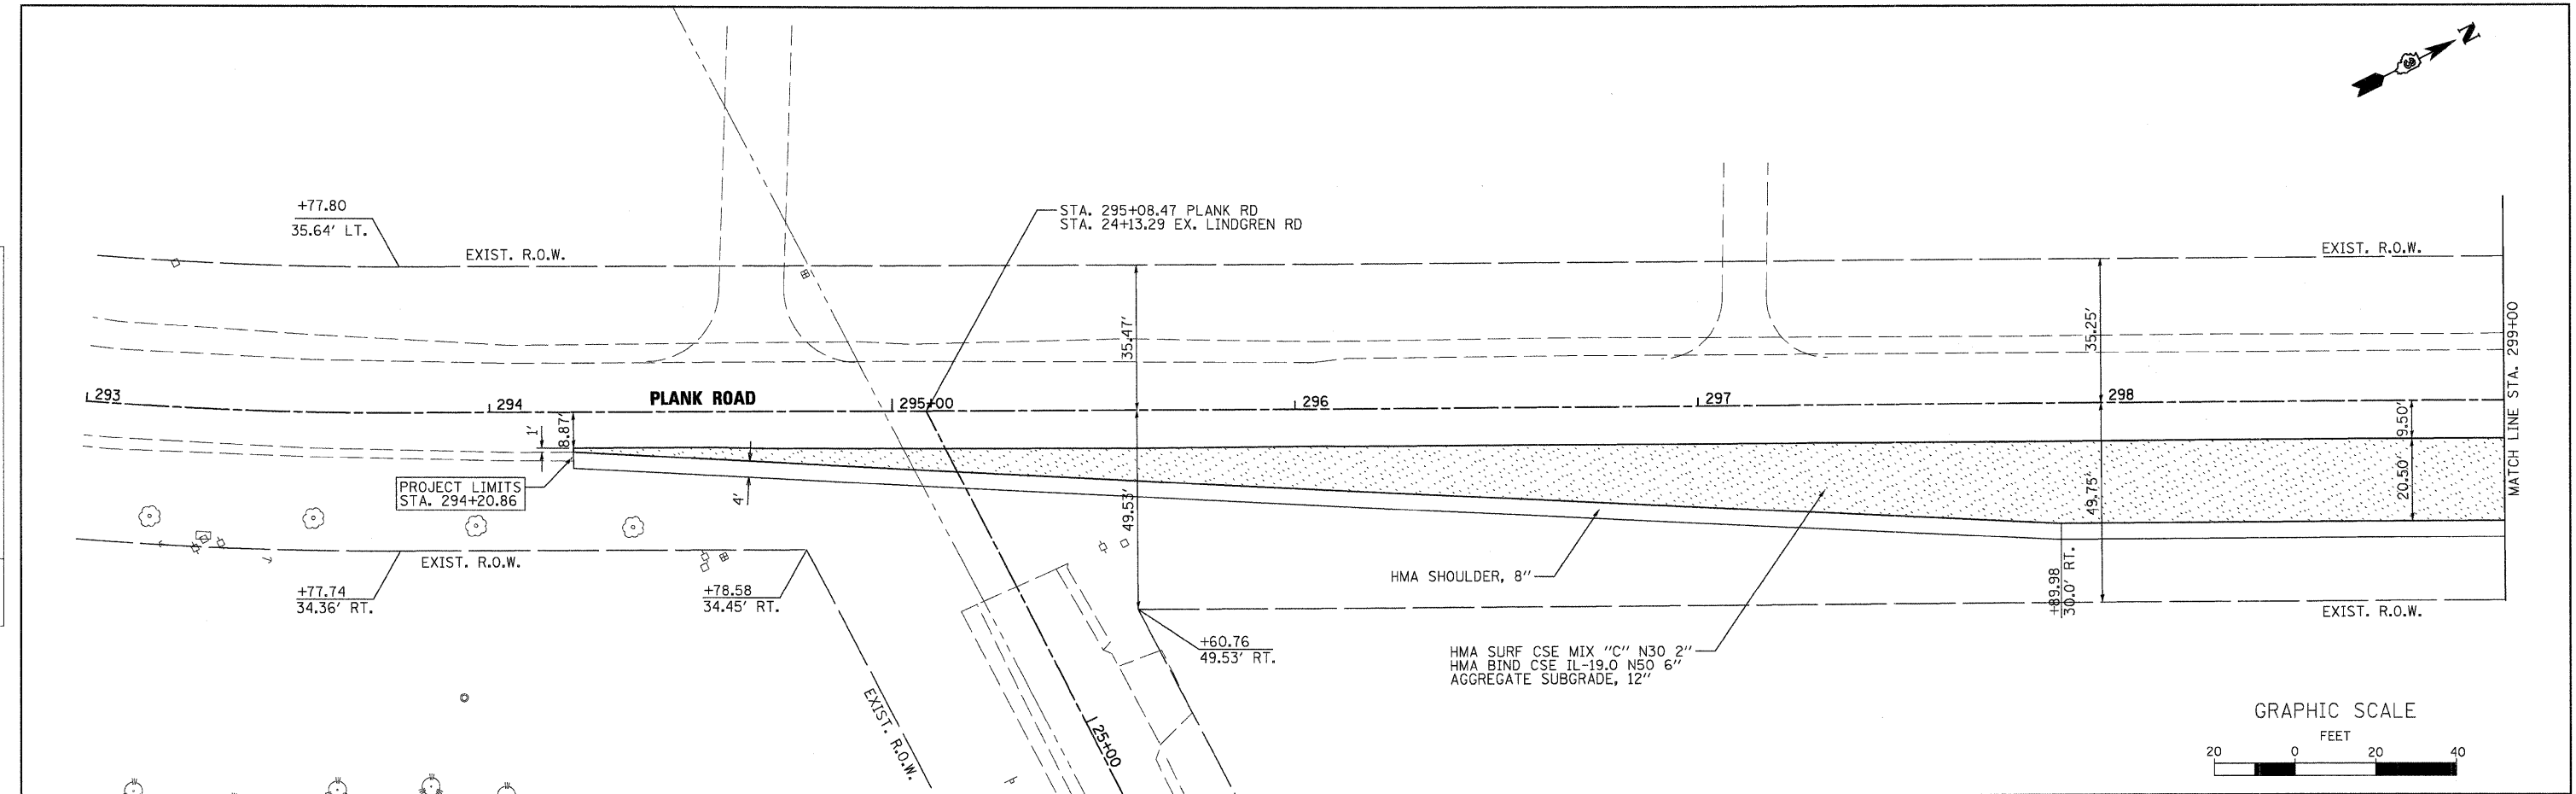 N
+77.80
35.64' LT.
STA. 295+08.47 PLANK RD
STA. 24+13.29 EX. LINDGREN RD
EXIST. R.O.W.
EXIST. R.O.W.
35.47'
35.25'
MATCH LINE STA. 299+00
293
294
PLANK ROAD
295+00
296
297
298
1'
8.87'
9.50'
20.50'
PROJECT LIMITS
STA. 294+20.86
4'
49.53'
49.75'
EXIST. R.O.W.
+77.74
34.36' RT.
+78.58
34.45' RT.
HMA SHOULDER, 8"
+89.98
30.0' RT.
EXIST. R.O.W.
+60.76
49.53' RT.
HMA SURF CSE MIX "C" N30 2"
HMA BIND CSE IL-19.0 N50 6"
AGGREGATE SUBGRADE, 12"
EXIST. R.O.W.
25+00
GRAPHIC SCALE
FEET
20 0 20 40